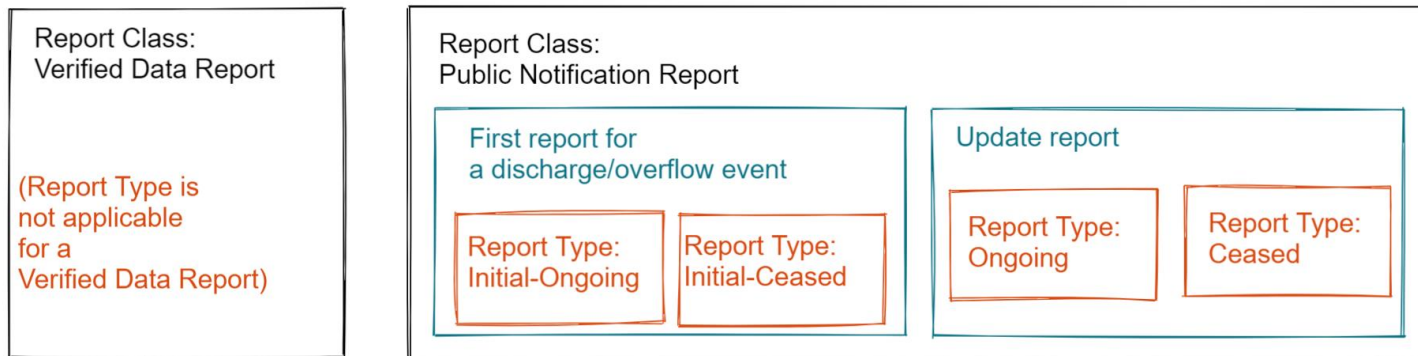 Report Class:
Verified Data Report
(Report Type is
not applicable
for a
Verified Data Report)
Report Class:
Public Notification Report
First report for
a discharge/overflow event
Report Type:
Initial-Ongoing
Report Type:
Initial-Ceased
Update report
Report Type:
Ongoing
Report Type:
Ceased